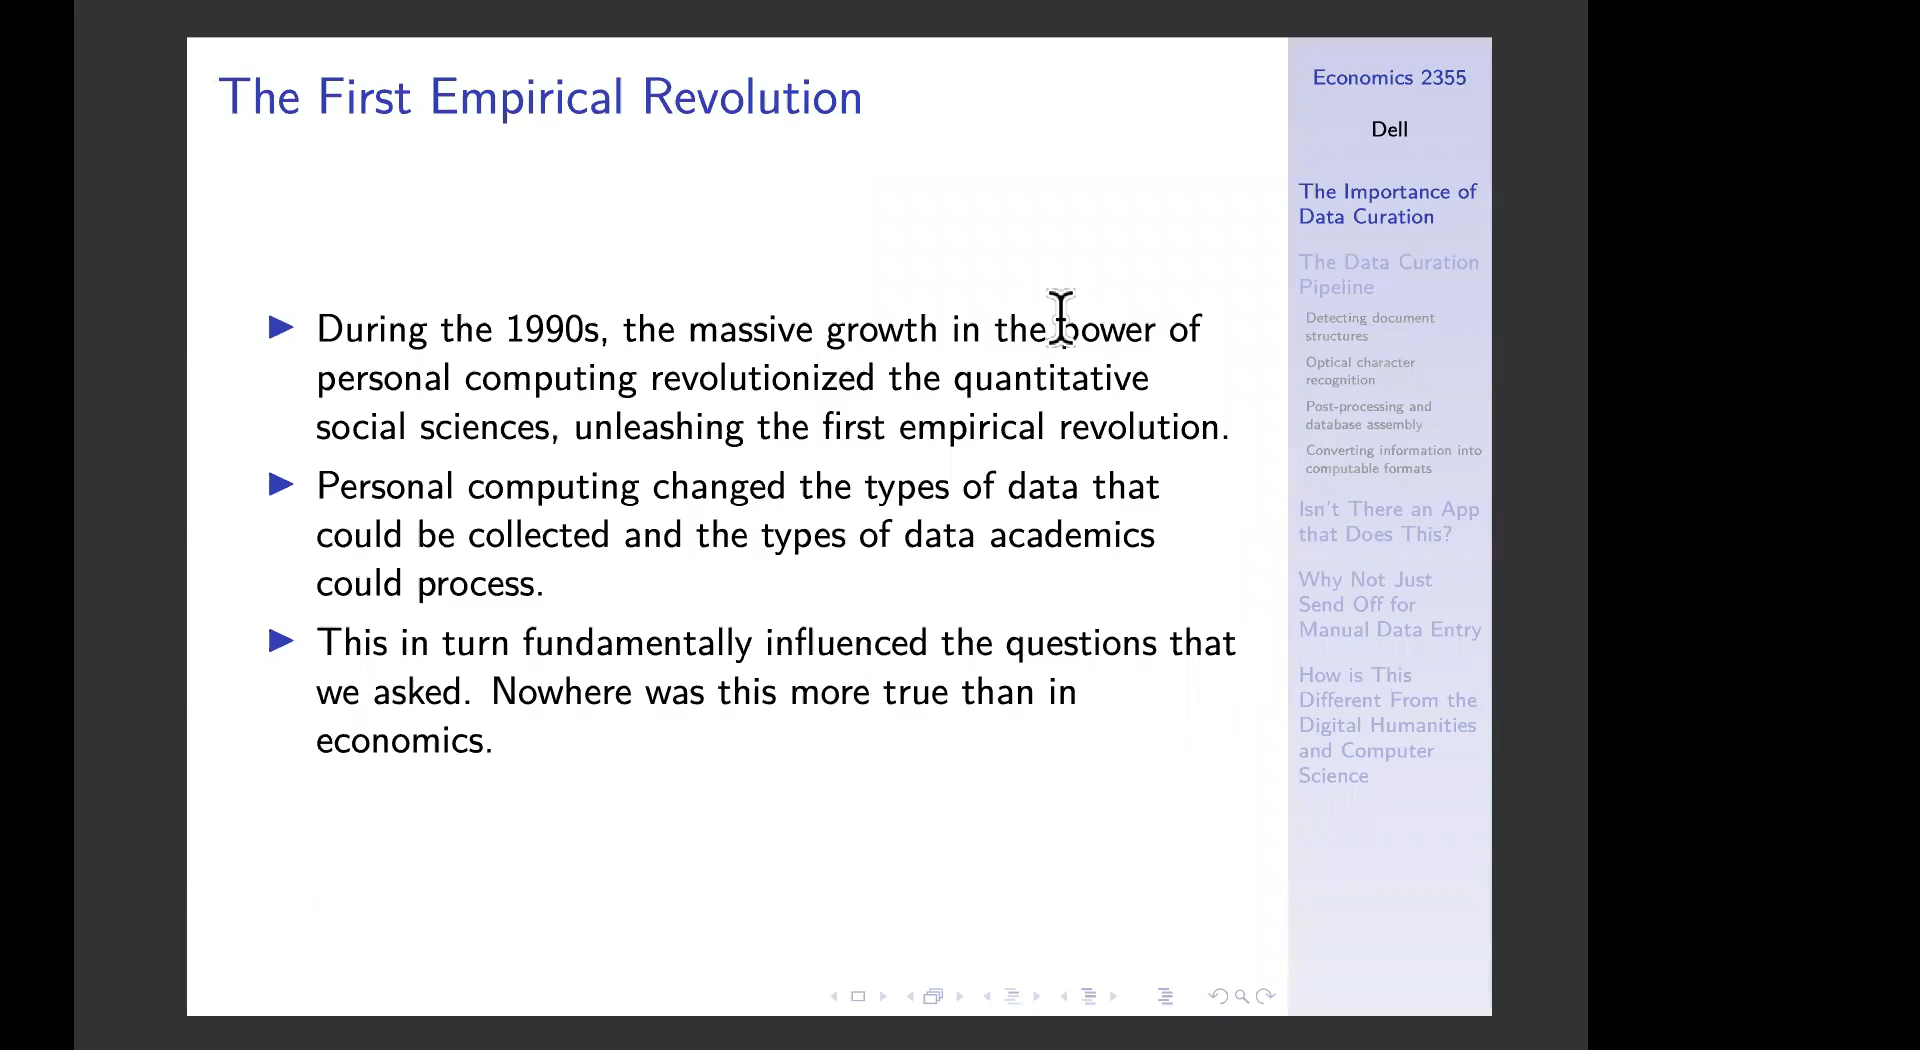 The First Empirical Revolution
During the 1990s, the massive growth in the power of
personal computing revolutionized the quantitative
social sciences, unleashing the first empirical revolution.
Personal computing changed the types of data that
could be collected and the types of data academics
could process.
This in turn fundamentally influenced the questions that
we asked. Nowhere was this more true than in
economics.
Economics 2355
Dell
The Importance of
Data Curation
The Data Curation
Pipeline
Detecting document
structures
Optical character
recognition
Post-processing and
database assembly
Converting information into
computable formats
Isn't There an App
that Does This?
Why Not Just
Send Off for
Manual Data Entry
How is This
Different From the
Digital Humanities
and Computer
Science